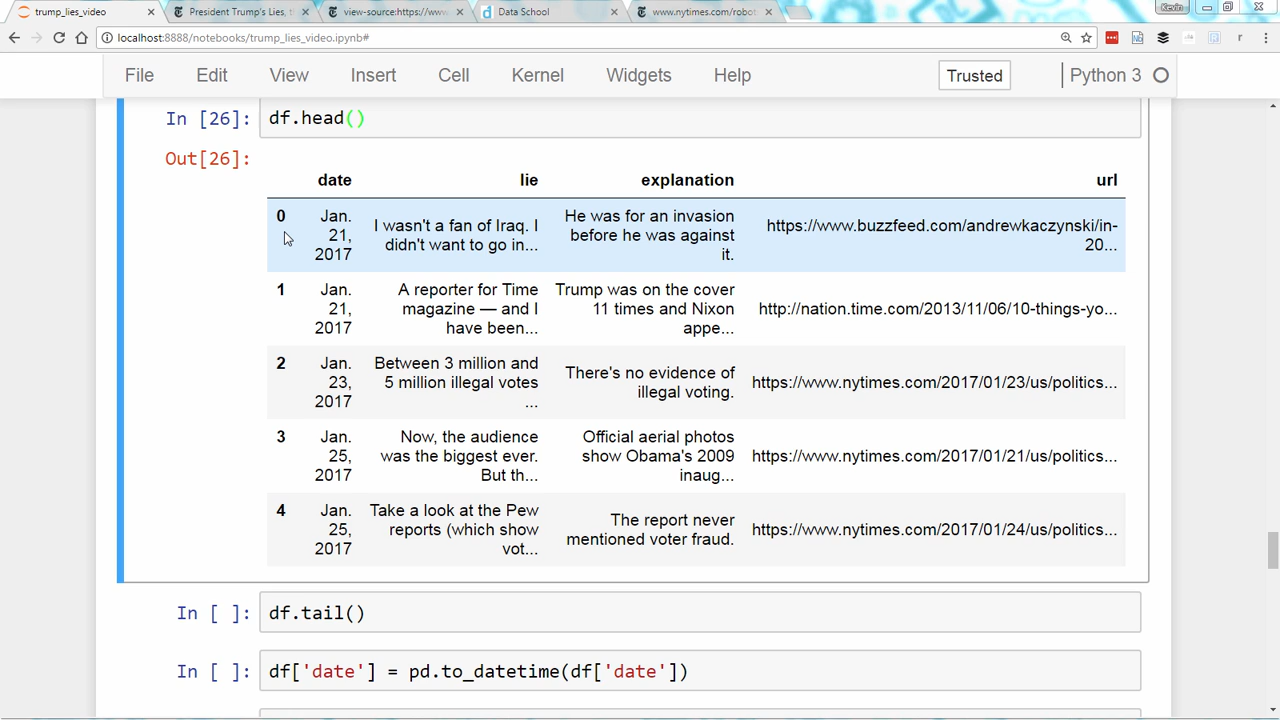 trump_lies_video
President Trump's Lies, th
view-source:https://www
Data School
www.nytimes.com/robot
Kevin
localhost:8888/notebooks/trump_lies_video.ipynb#
File Edit View Insert Cell Kernel Widgets Help Trusted Python 3
In [26]: df.head()
Out[26]:
date lie explanation url
0 Jan. 21, 2017 I wasn't a fan of Iraq. I didn't want to go in... He was for an invasion before he was against it. https://www.buzzfeed.com/andrewkaczynski/in-20...
1 Jan. 21, 2017 A reporter for Time magazine — and I have been... Trump was on the cover 11 times and Nixon appe... http://nation.time.com/2013/11/06/10-things-yo...
2 Jan. 23, 2017 Between 3 million and 5 million illegal votes ... There's no evidence of illegal voting. https://www.nytimes.com/2017/01/23/us/politics...
3 Jan. 25, 2017 Now, the audience was the biggest ever. But th... Official aerial photos show Obama's 2009 inaug... https://www.nytimes.com/2017/01/21/us/politics...
4 Jan. 25, 2017 Take a look at the Pew reports (which show vot... The report never mentioned voter fraud. https://www.nytimes.com/2017/01/24/us/politics...
In [ ]: df.tail()
In [ ]: df['date'] = pd.to_datetime(df['date'])